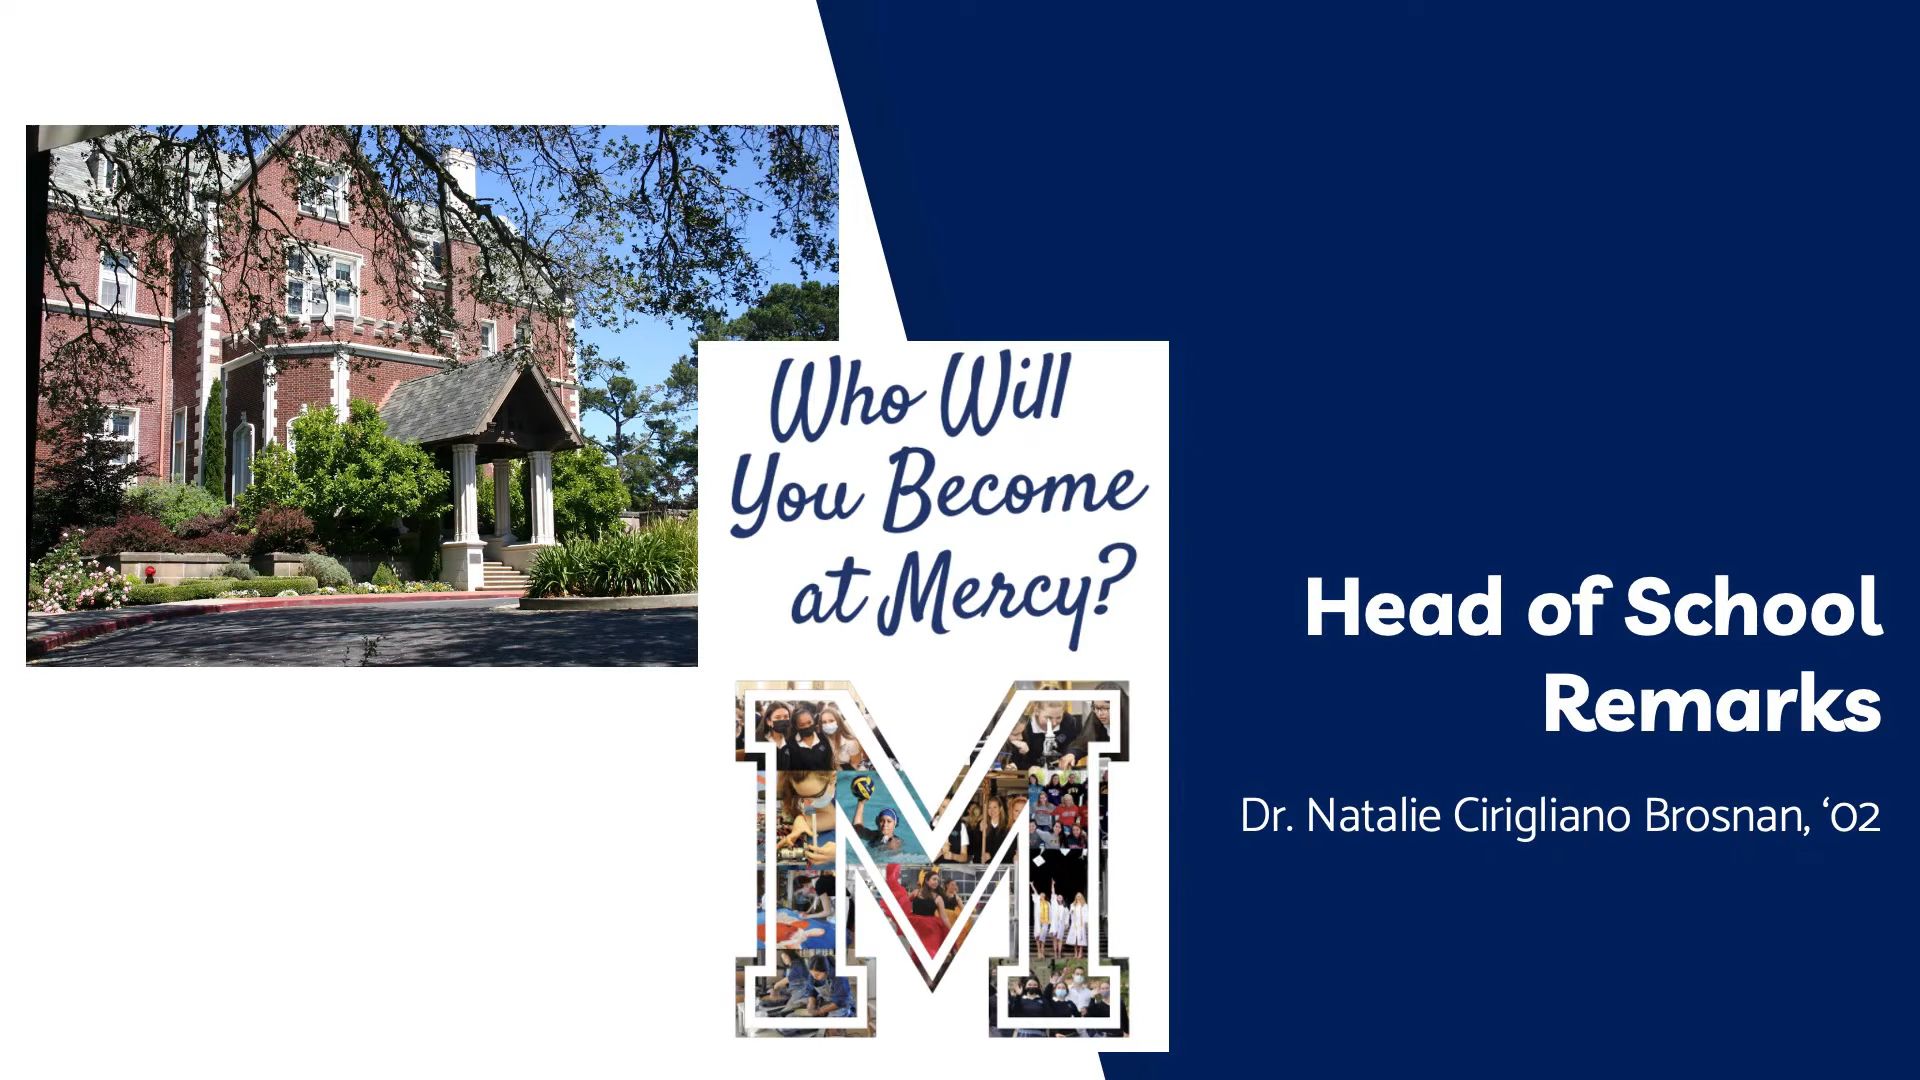 Who Will
You Become
at Mercy?
M
Head of School
Remarks
Dr. Natalie Cirigliano Brosnan, ‘02